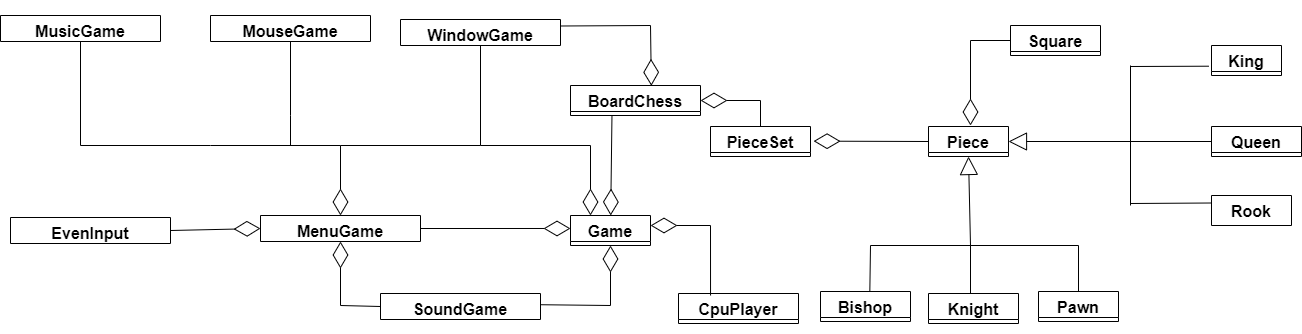 MusicGame
MouseGame
WindowGame
Square
King
BoardChess
PieceSet
Piece
Queen
Rook
EvenInput
MenuGame
Game
SoundGame
CpuPlayer
Bishop
Knight
Pawn